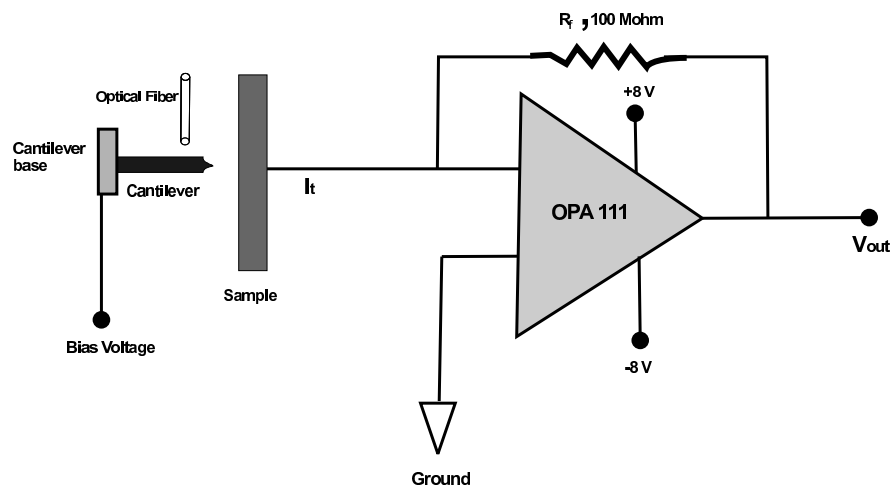 Rf , 100 Mohm
+8 V
Optical Fiber
Cantilever
base
Cantilever
It
OPA 111
Vout
Sample
Bias Voltage
-8 V
Ground